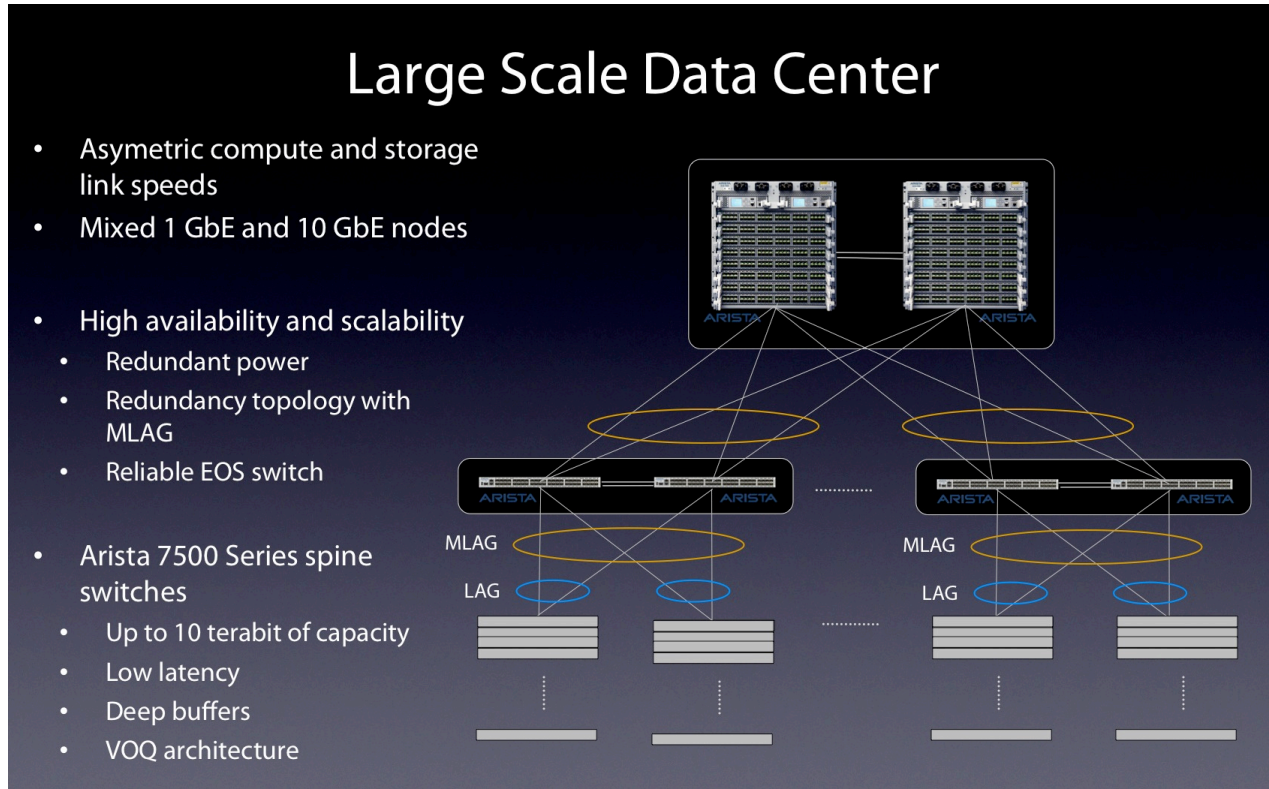 Large Scale Data Center
• Asymetric compute and storage
link speeds
• Mixed 1 GbE and 10 GbE nodes
• High availability and scalability
• Redundant power
• Redundancy topology with
MLAG
• Reliable EOS switch
• Arista 7500 Series spine
switches
• Up to 10 terabit of capacity
• Low latency
• Deep buffers
• VOQ architecture
ARISTA
ARISTA
ARISTA
ARISTA
ARISTA
ARISTA
MLAG
MLAG
LAG
LAG